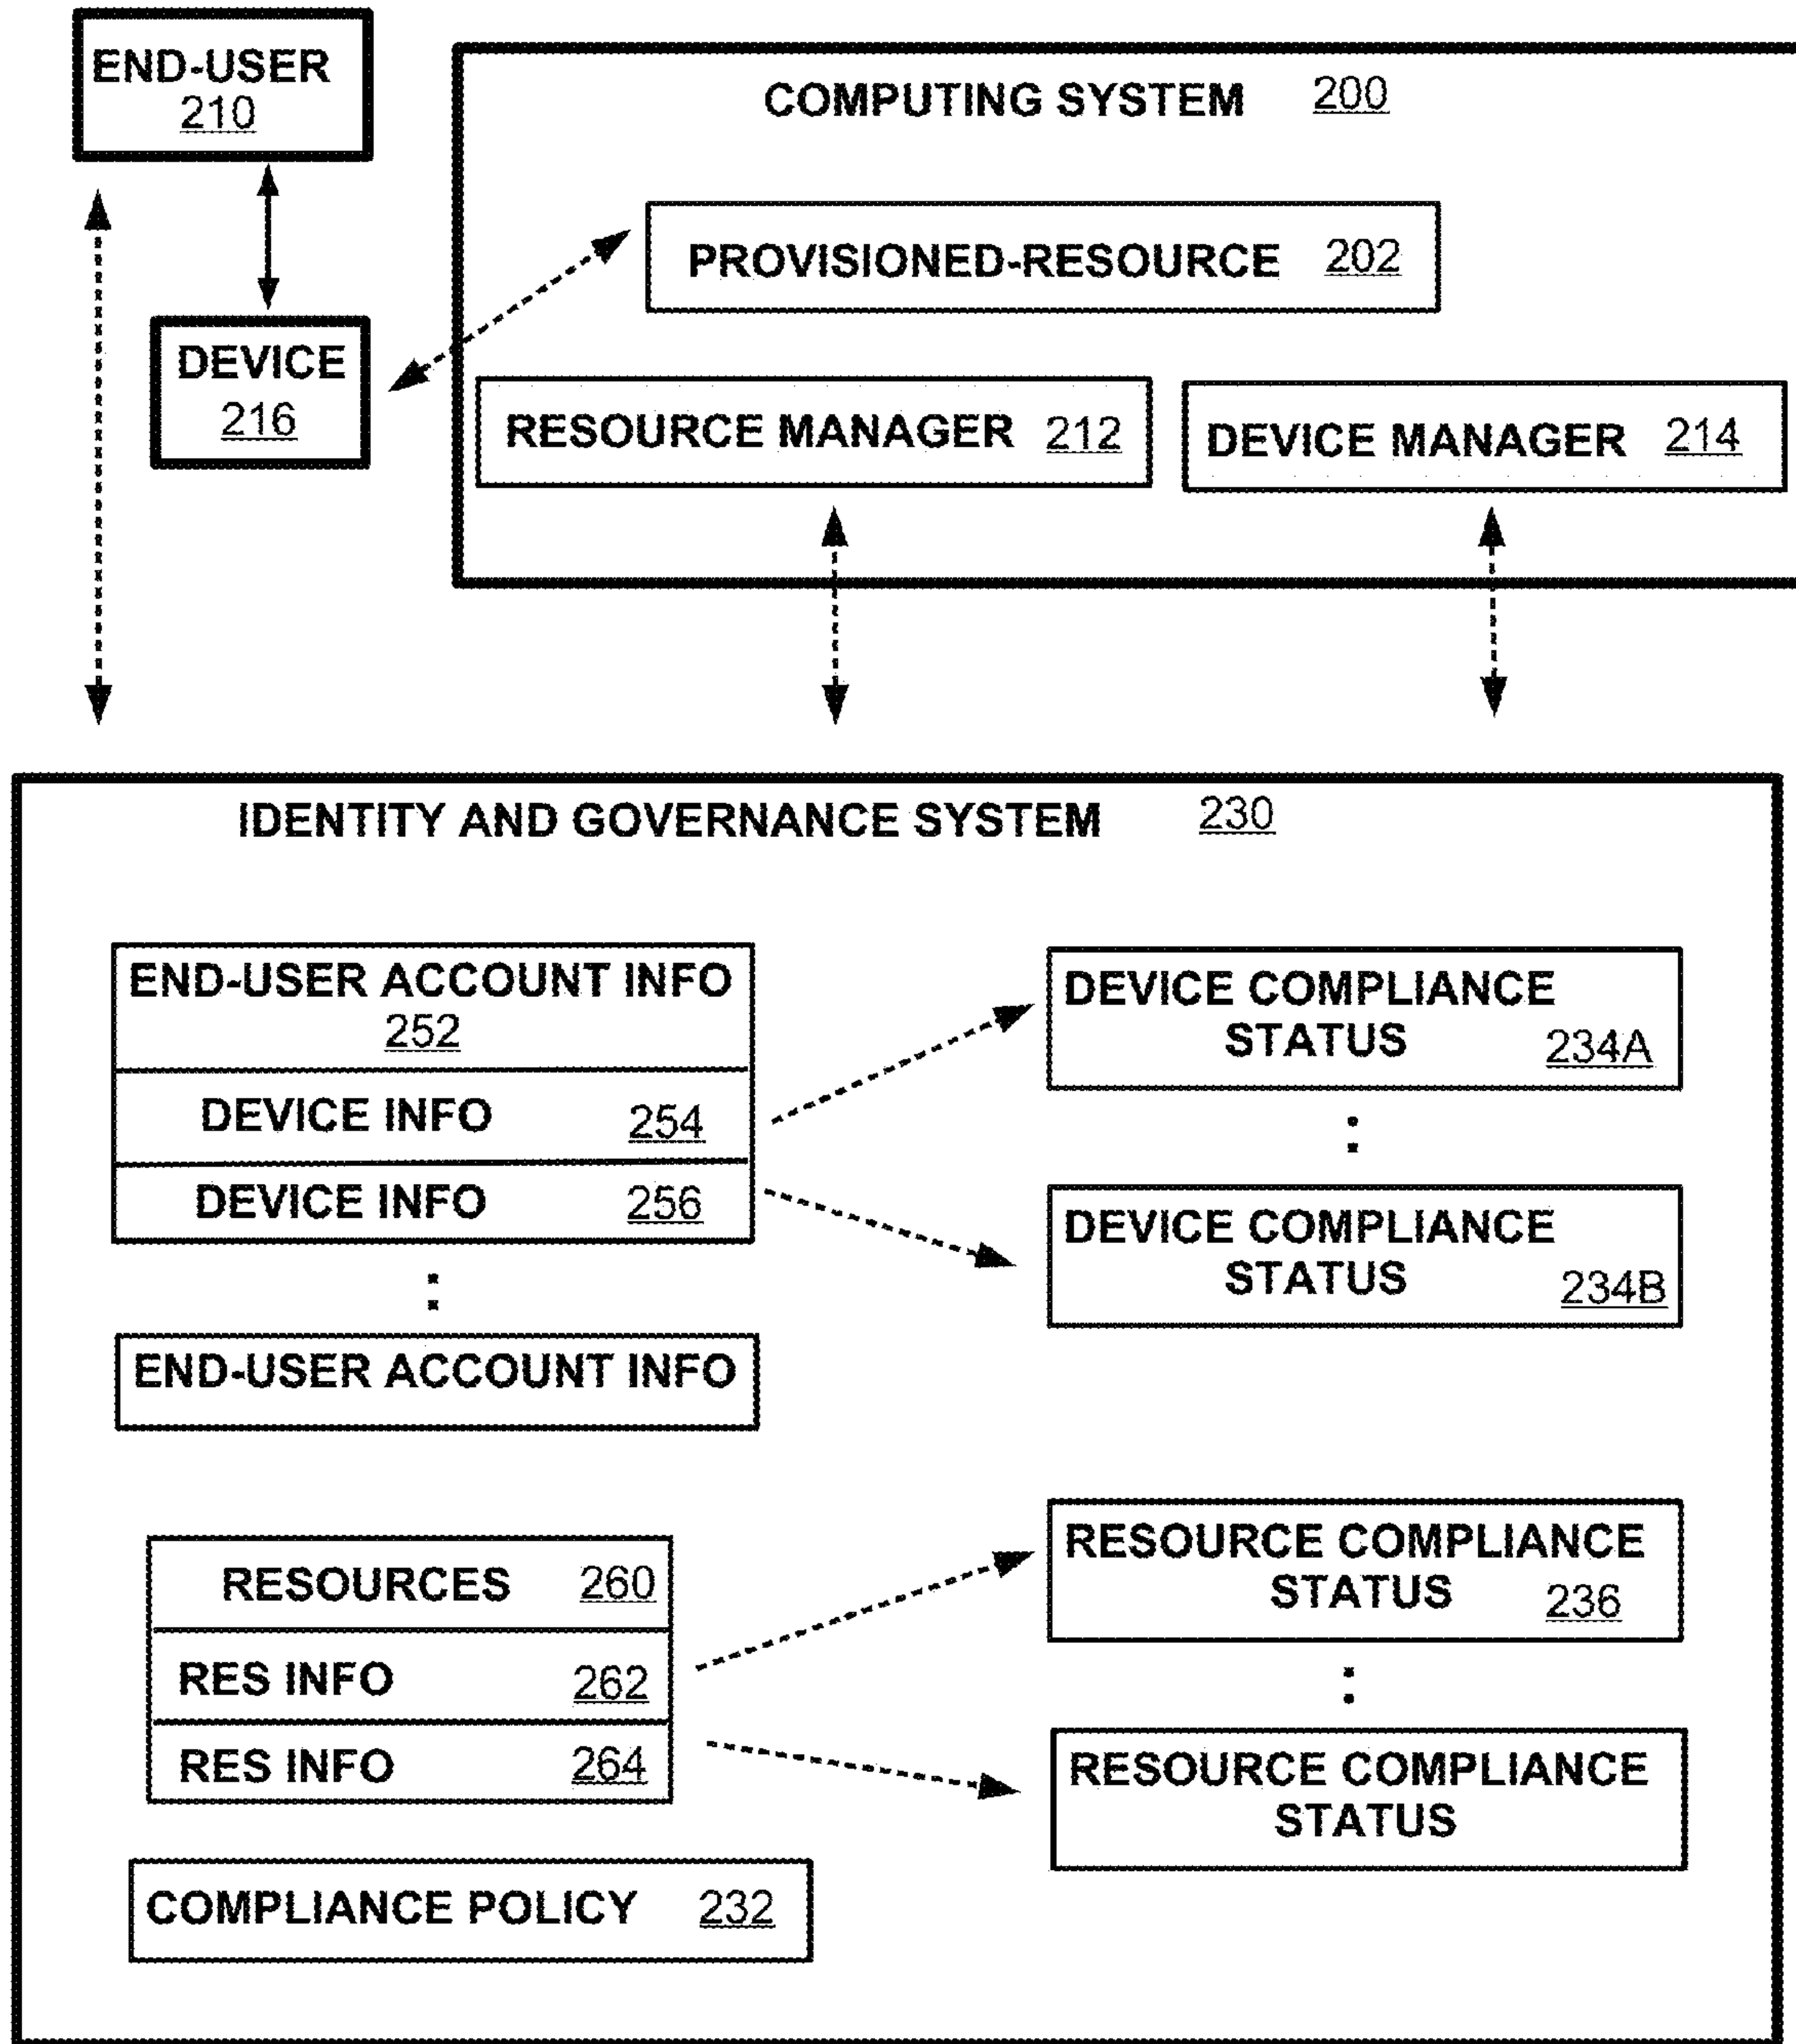 END-USER
210
COMPUTING SYSTEM 200
PROVISIONED-RESOURCE 202
DEVICE
216
RESOURCE MANAGER 212
DEVICE MANAGER 214
IDENTITY AND GOVERNANCE SYSTEM 230
END-USER ACCOUNT INFO
252
DEVICE INFO 254
DEVICE INFO 256
:
END-USER ACCOUNT INFO
DEVICE COMPLIANCE
STATUS 234A
:
DEVICE COMPLIANCE
STATUS 234B
RESOURCES 260
RES INFO 262
RES INFO 264
RESOURCE COMPLIANCE
STATUS 236
:
RESOURCE COMPLIANCE
STATUS
COMPLIANCE POLICY 232